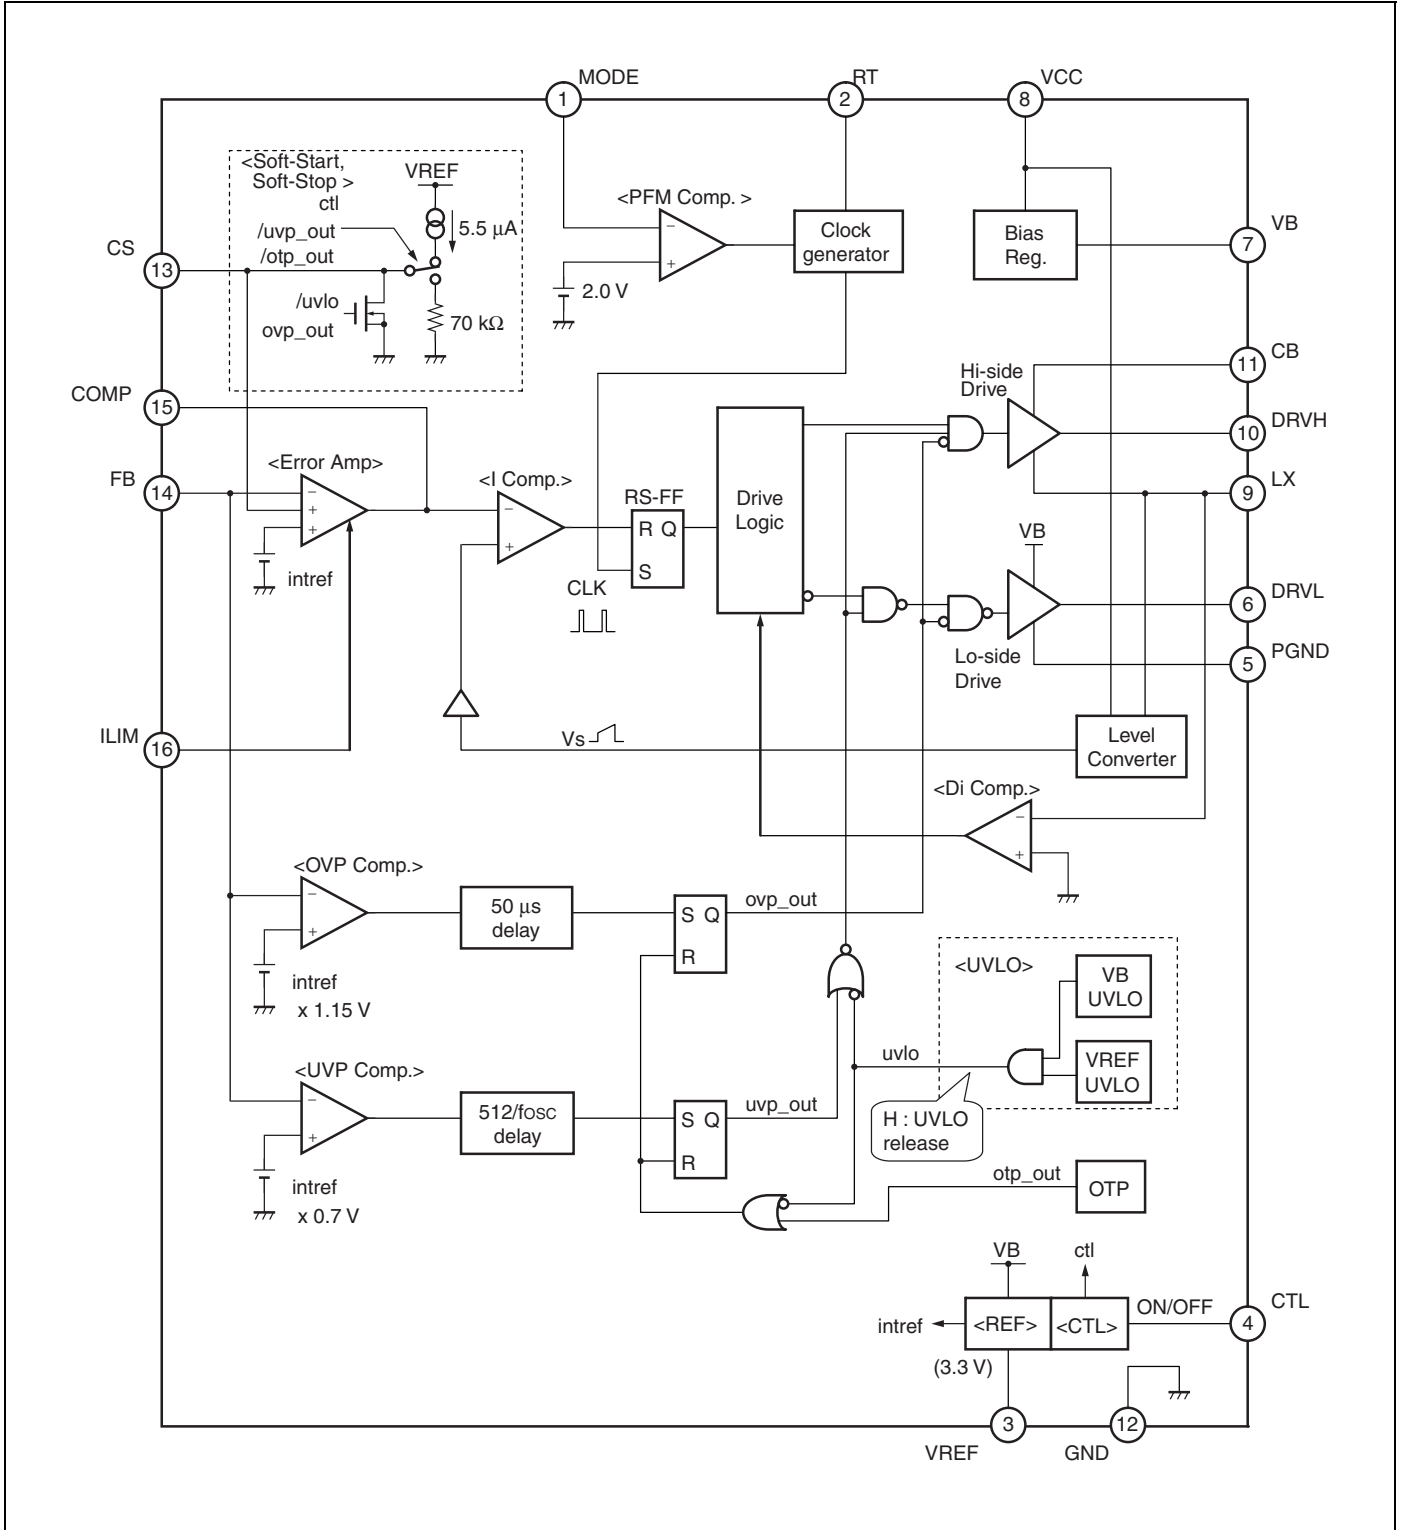 MODE
1
RT
2
VCC
8
<Soft-Start,
Soft-Stop >
ctl
/uvp_out
/otp_out
VREF
5.5 μA
/uvlo
ovp_out
70 kΩ
CS
13
<PFM Comp. >
−
+
2.0 V
Clock
generator
Bias
Reg.
VB
7
CB
11
Hi-side
Drive
DRVH
10
LX
9
COMP
15
FB
14
<Error Amp>
−
+
+
intref
<I Comp.>
−
+
RS-FF
R Q
S
CLK
Drive
Logic
VB
DRVL
6
PGND
5
Lo-side
Drive
ILIM
16
Vs
Level
Converter
<Di Comp.>
−
+
<OVP Comp.>
−
+
intref
x 1.15 V
50 μs
delay
S Q
R
ovp_out
<UVLO>
VB
UVLO
VREF
UVLO
uvlo
H : UVLO
release
<UVP Comp.>
−
+
intref
x 0.7 V
512/fOSC
delay
S Q
R
uvp_out
otp_out
OTP
VB
ctl
intref
<REF>
<CTL>
ON/OFF
CTL
4
(3.3 V)
3
VREF
12
GND